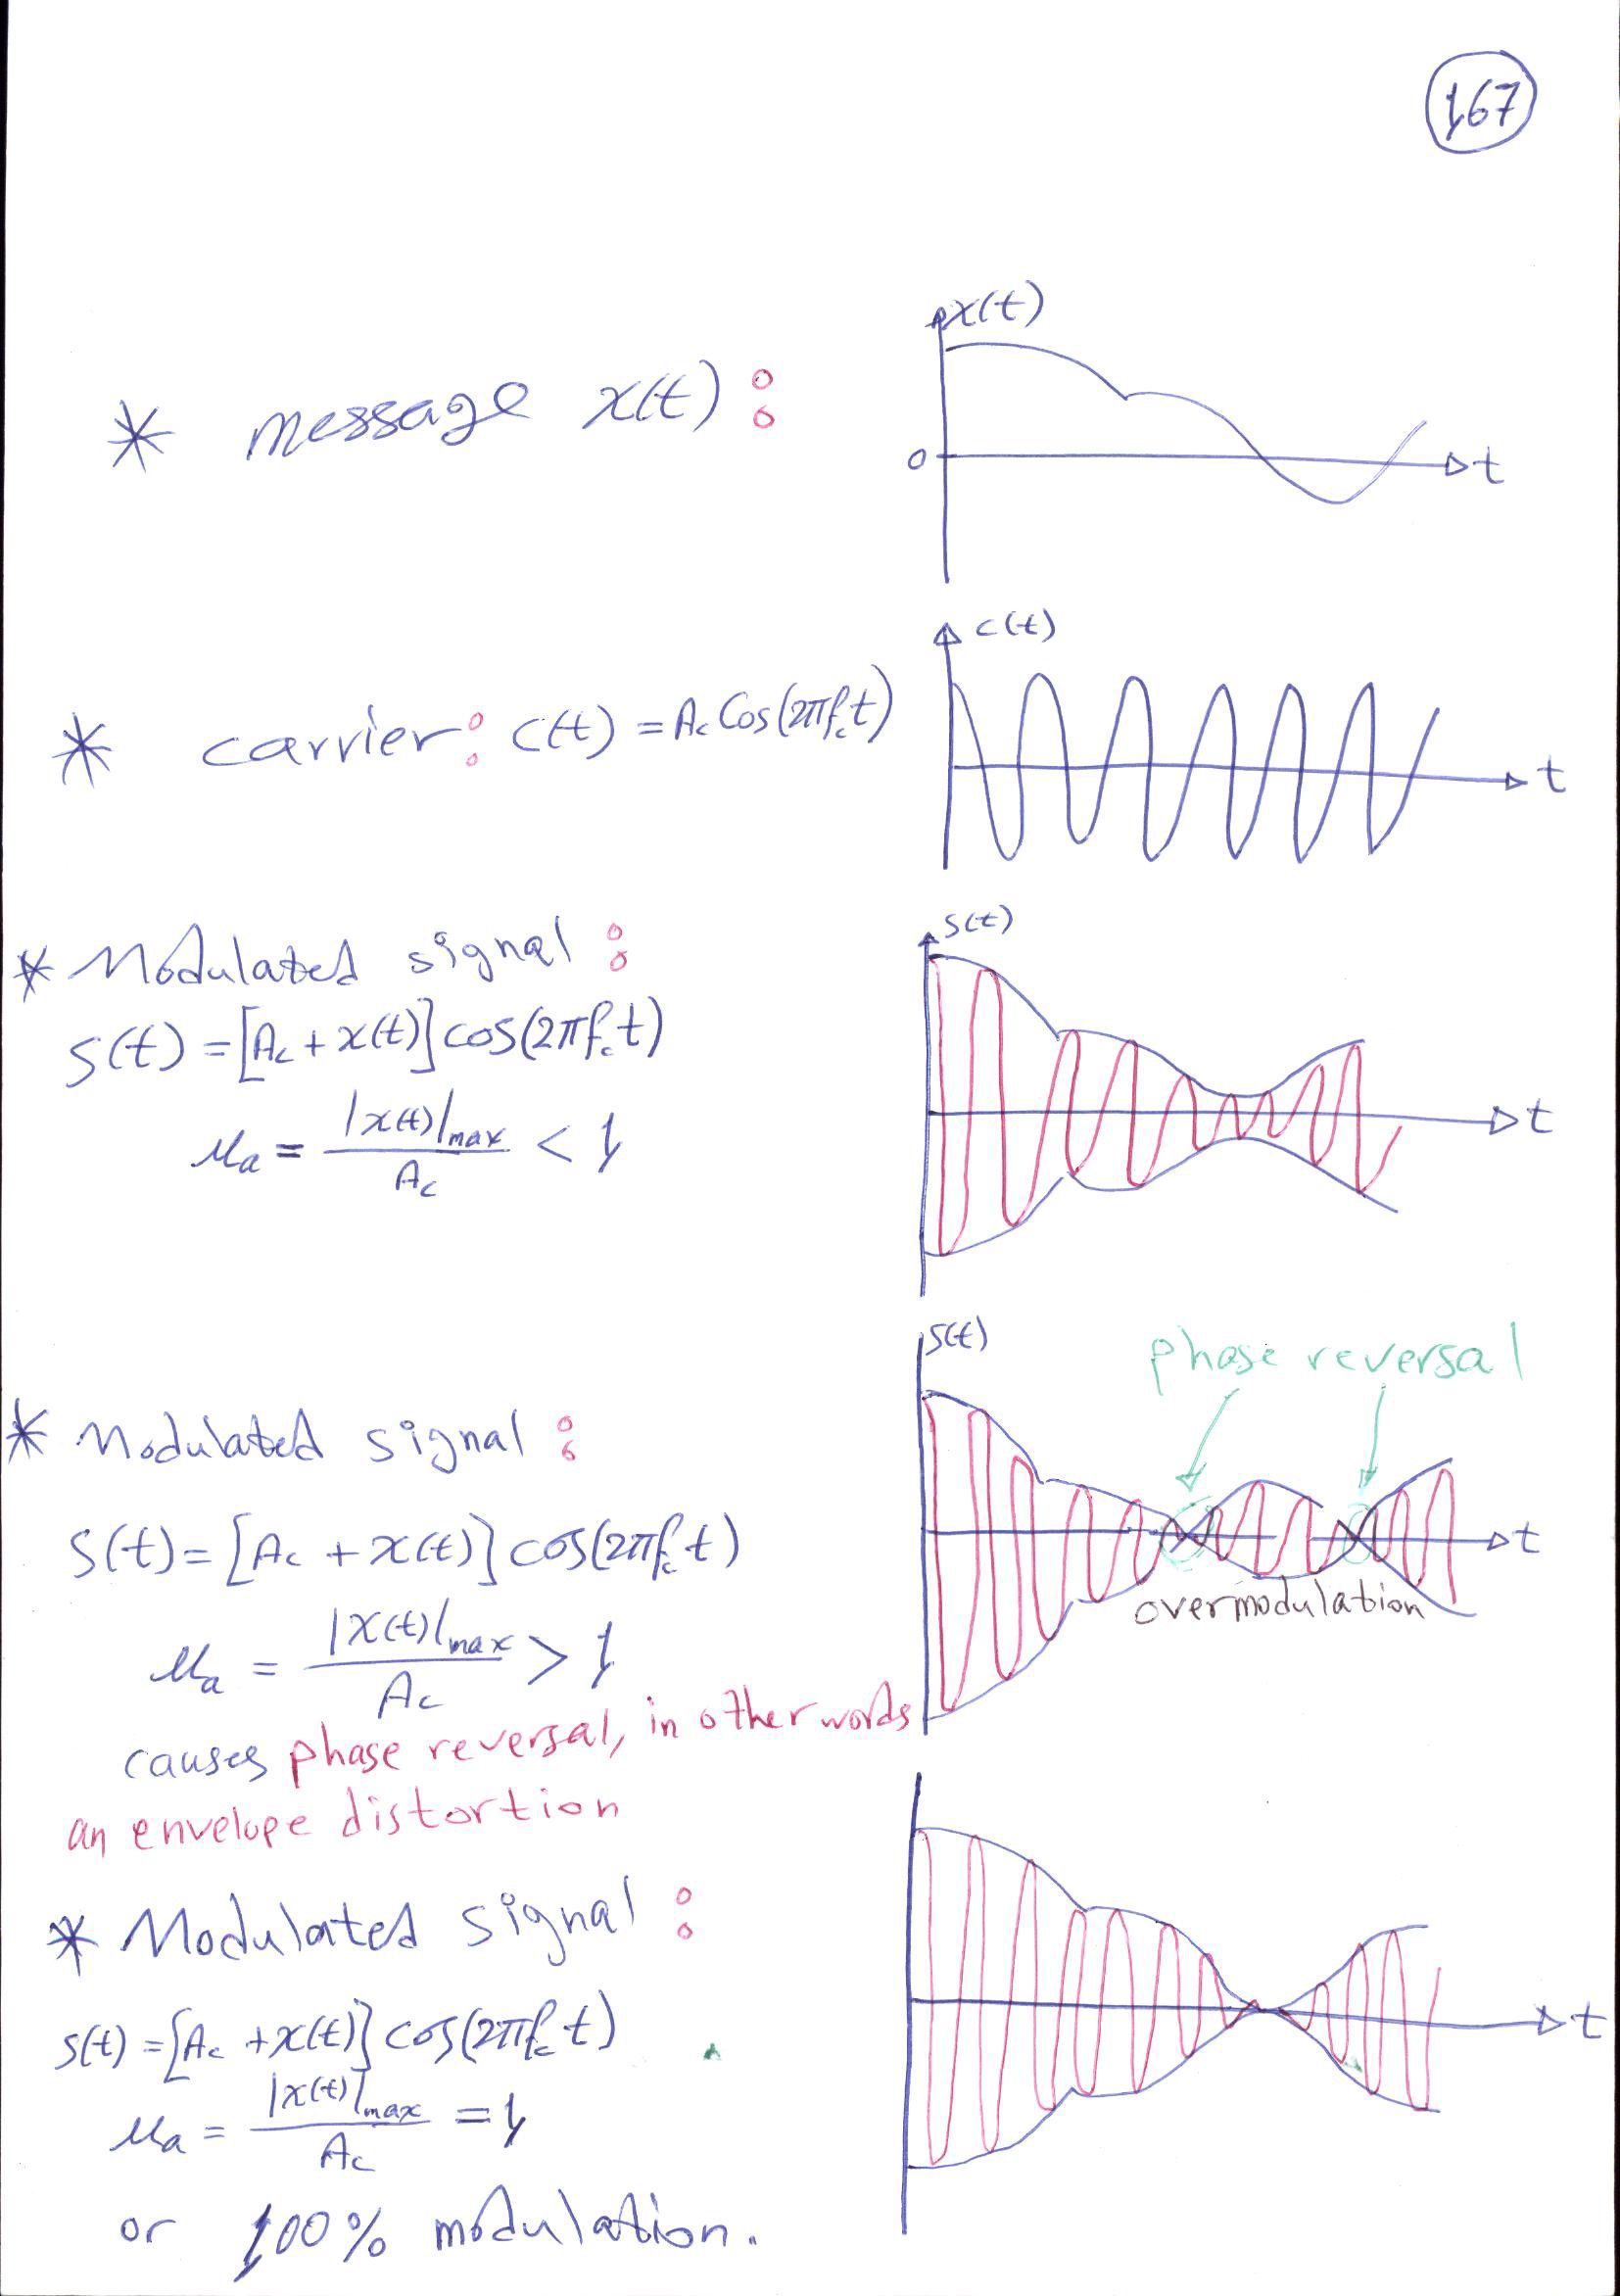 167
x(t)
* message x(t):
0
t
c(t)
* carrier: c(t) = Ac Cos(2πfct)
t
s(t)
* Modulated signal:
s(t) = [Ac + x(t)] cos(2πfct)
t
μa = |x(t)|max / Ac < 1
s(t)
phase reversal
* Modulated signal:
s(t) = [Ac + x(t)] cos(2πfct)
t
overmodulation
μa = |x(t)|max / Ac > 1
causes phase reversal, in other words
an envelope distortion
* Modulated signal:
s(t) = [Ac + x(t)] cos(2πfct)
t
μa = |x(t)|max / Ac = 1
or 100% modulation.